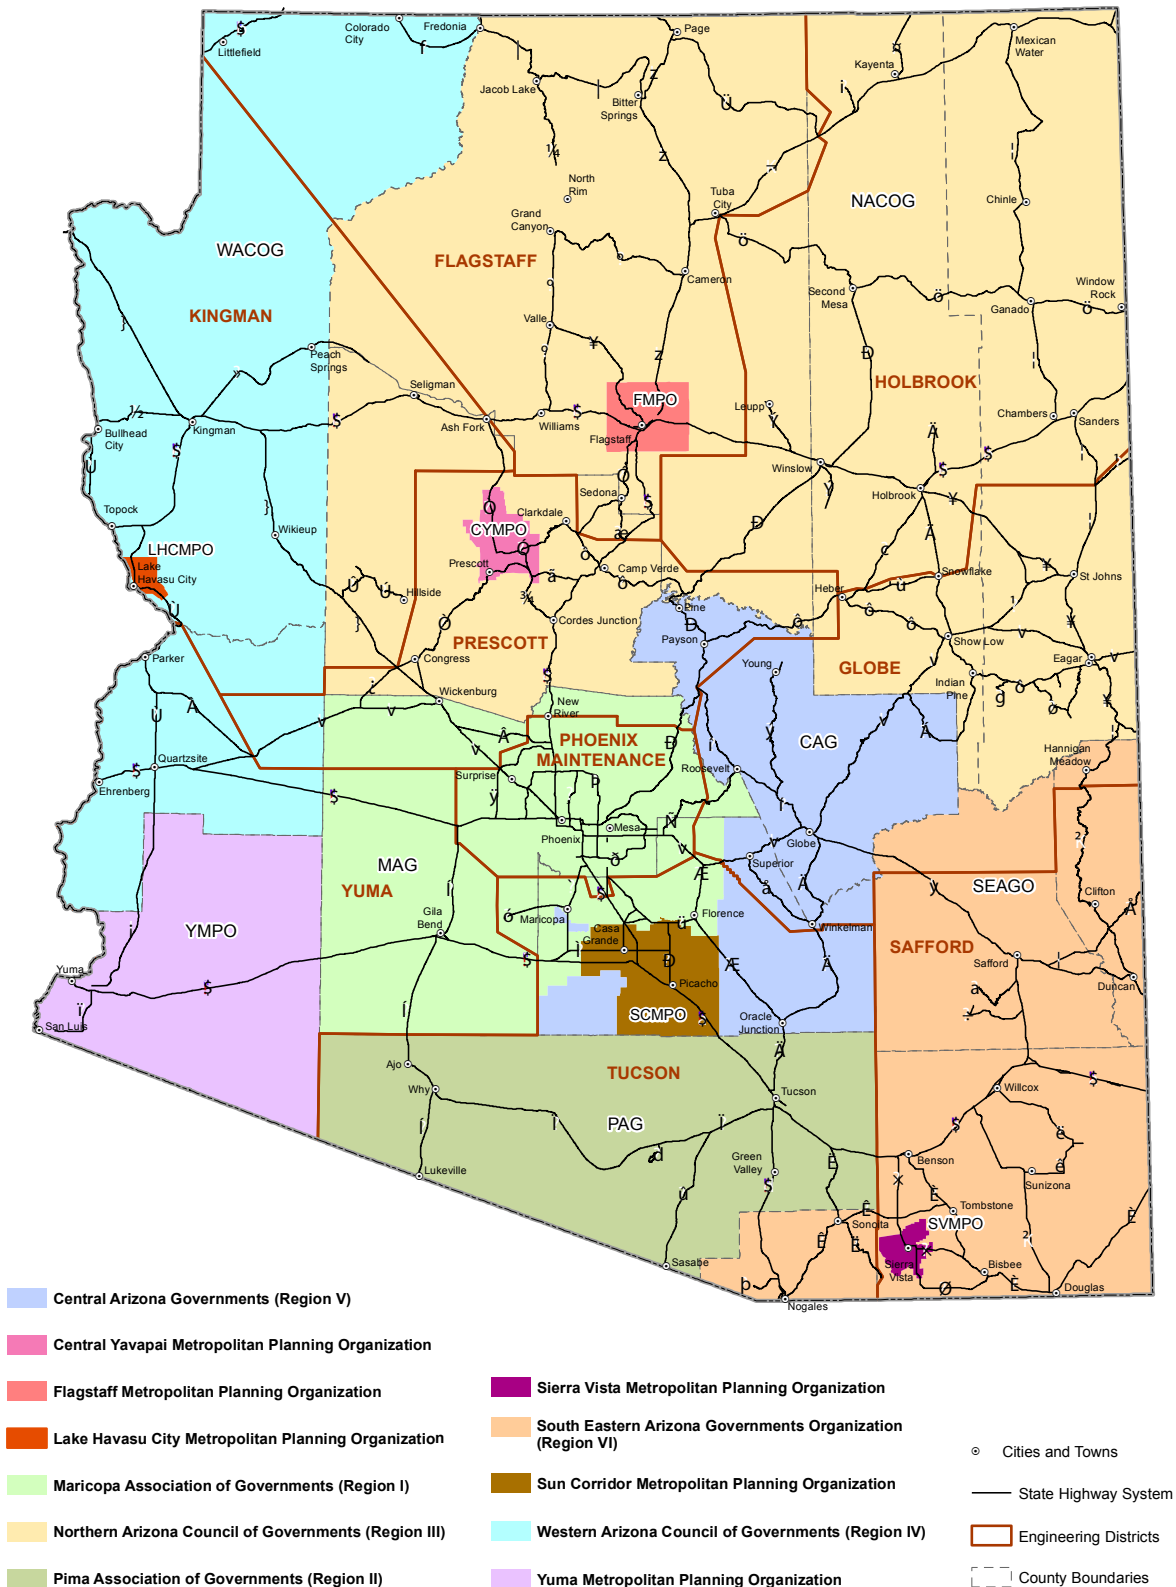 Colorado
City
Fredonia
Page
Littlefield
Mexican
Water
Kayenta
Jacob Lake
Bitter
Springs
North
Rim
Tuba
City
NACOG
Chinle
Grand
Canyon
WACOG
FLAGSTAFF
Cameron
Second
Mesa
Window
Rock
Ganado
KINGMAN
Valle
Peach
Springs
Seligman
HOLBROOK
FMPO
Leupp
Chambers
Sanders
Bullhead
City
Kingman
Ash Fork
Williams
Flagstaff
Winslow
Holbrook
Sedona
Topock
Clarkdale
CYMPO
Wikieup
LHCMPO
Lake
Havasu City
Prescott
Camp Verde
Snowflake
St Johns
Hillside
Heber
Pine
Cordes Junction
PRESCOTT
Payson
Show Low
Parker
Congress
Young
GLOBE
Eagar
Indian
Pine
Wickenburg
New
River
PHOENIX
MAINTENANCE
CAG
Hannigan
Meadow
Quartzsite
Surprise
Roosevelt
Ehrenberg
Phoenix
Mesa
Globe
MAG
Superior
YUMA
SEAGO
Clifton
Gila
Bend
Maricopa
Florence
YMPO
Casa
Grande
Winkelman
SAFFORD
Yuma
Safford
Duncan
Picacho
San Luis
SCMPO
Oracle
Junction
Ajo
TUCSON
Why
Tucson
Willcox
PAG
Green
Valley
Benson
Lukeville
Sunizona
Tombstone
Sonoita
SVMPO
Sasabe
Sierra
Vista
Bisbee
Douglas
Nogales
Central Arizona Governments (Region V)
Central Yavapai Metropolitan Planning Organization
Flagstaff Metropolitan Planning Organization
Lake Havasu City Metropolitan Planning Organization
Maricopa Association of Governments (Region I)
Northern Arizona Council of Governments (Region III)
Pima Association of Governments (Region II)
Sierra Vista Metropolitan Planning Organization
South Eastern Arizona Governments Organization
(Region VI)
Sun Corridor Metropolitan Planning Organization
Western Arizona Council of Governments (Region IV)
Yuma Metropolitan Planning Organization
Cities and Towns
State Highway System
Engineering Districts
County Boundaries